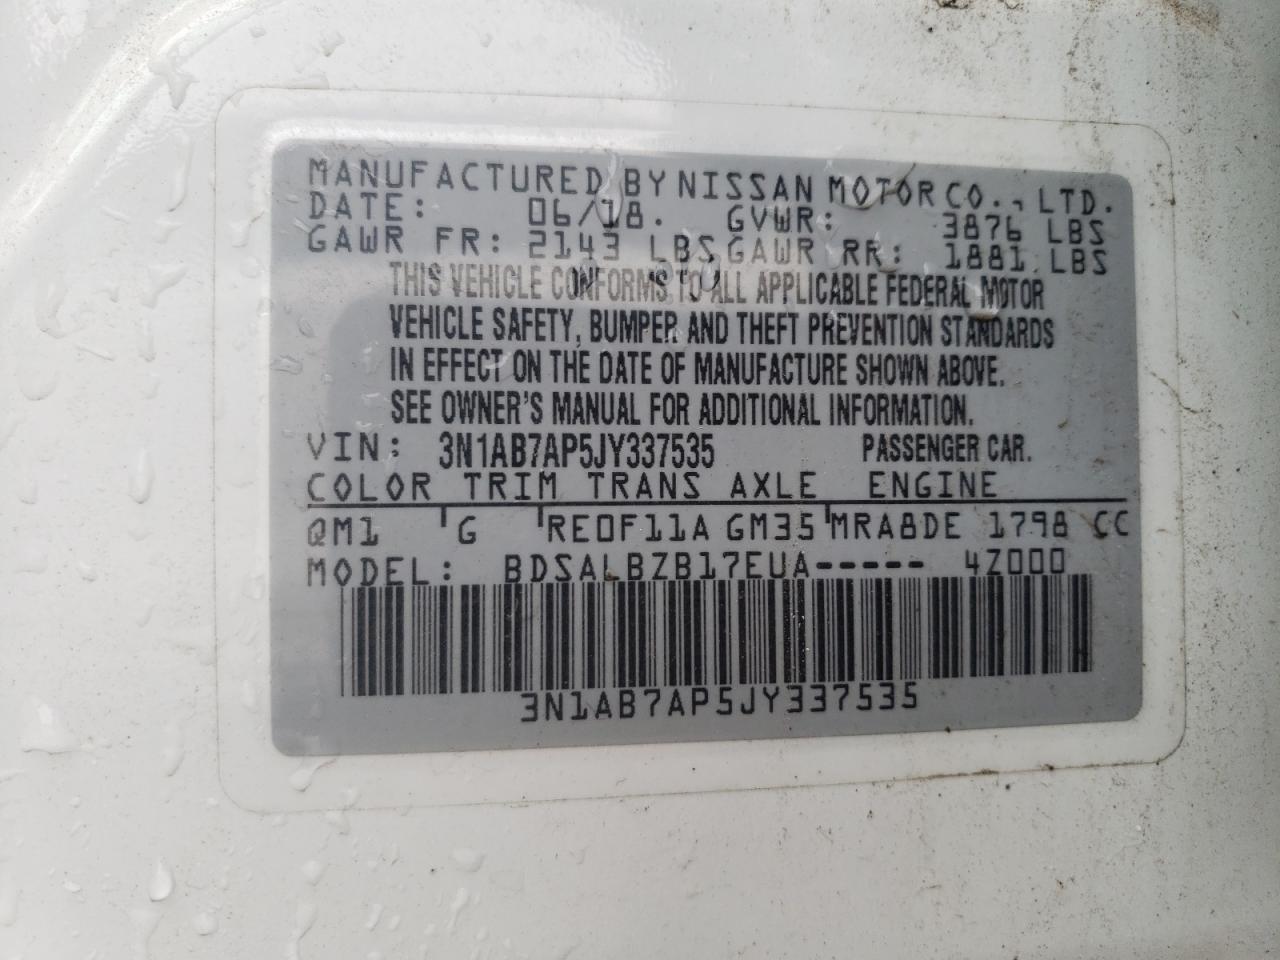 MANUFACTURED BY NISSAN MOTOR CO., LTD.
DATE: 06/18. GVWR: 3876 LBS
GAWR FR: 2143 LBS GAWR RR: 1881 LBS
THIS VEHICLE CONFORMS TO ALL APPLICABLE FEDERAL MOTOR
VEHICLE SAFETY, BUMPER AND THEFT PREVENTION STANDARDS
IN EFFECT ON THE DATE OF MANUFACTURE SHOWN ABOVE.
SEE OWNER'S MANUAL FOR ADDITIONAL INFORMATION.
VIN: 3N1AB7AP5JY337535 PASSENGER CAR.
COLOR TRIM TRANS AXLE ENGINE
QM1 G RE0F11A GM35 MRA8DE 1798 CC
MODEL: BDSALBZB17EUA----- 4Z000
3N1AB7AP5JY337535